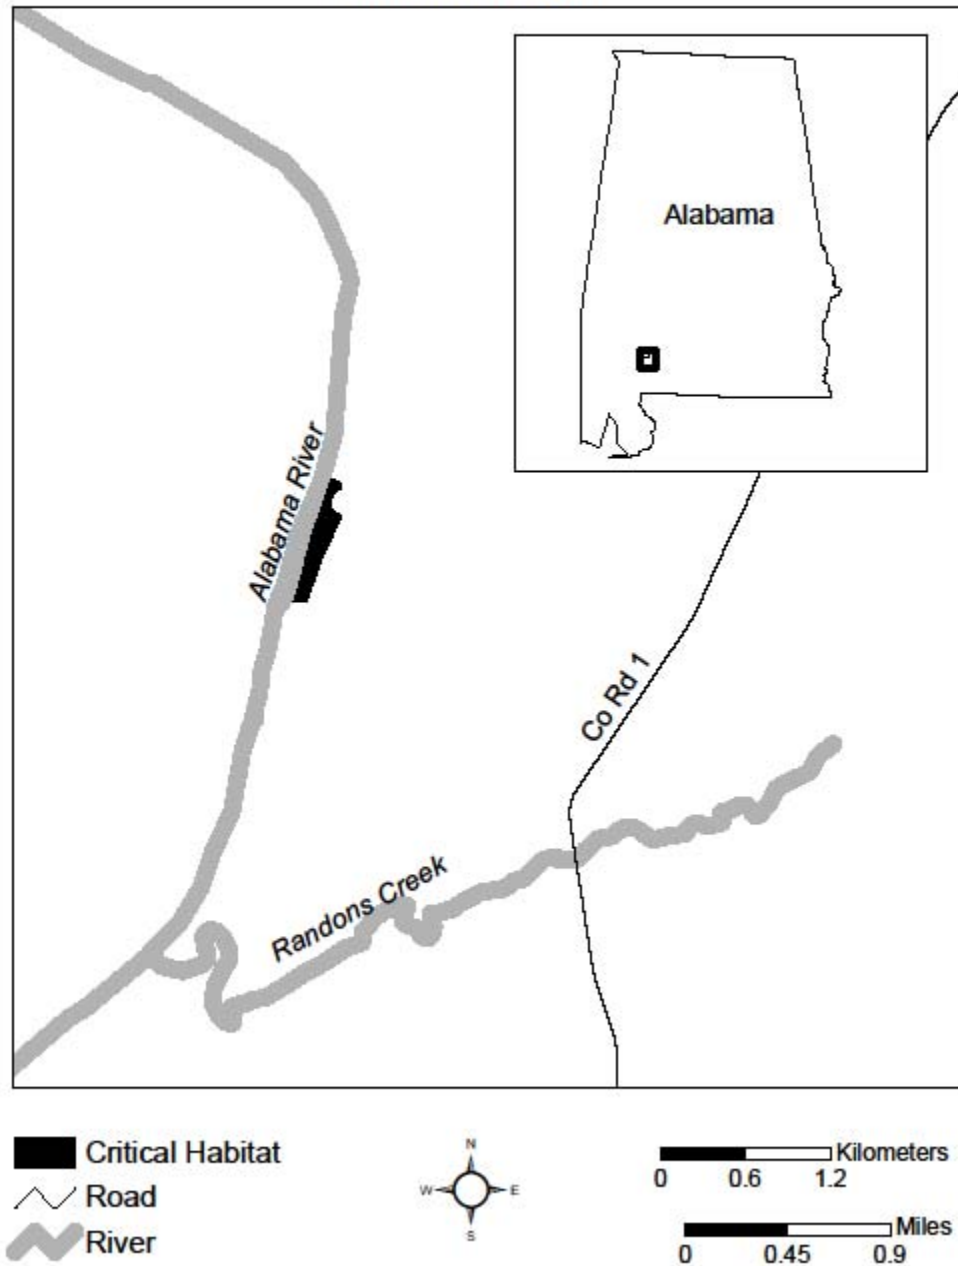 Alabama
Alabama River
Co Rd 1
Randons Creek
Critical Habitat
Road
River
N
W
E
S
Kilometers
0 0.6 1.2
Miles
0 0.45 0.9